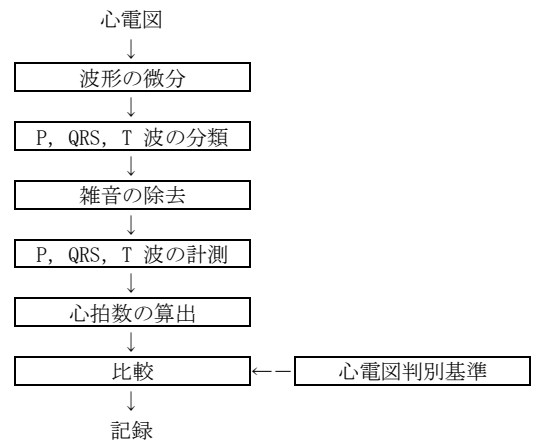 心電図
↓
波形の微分
↓
P, QRS, T 波の分類
↓
雑音の除去
↓
P, QRS, T 波の計測
↓
心拍数の算出
↓
比較 ←− 心電図判別基準
↓
記録